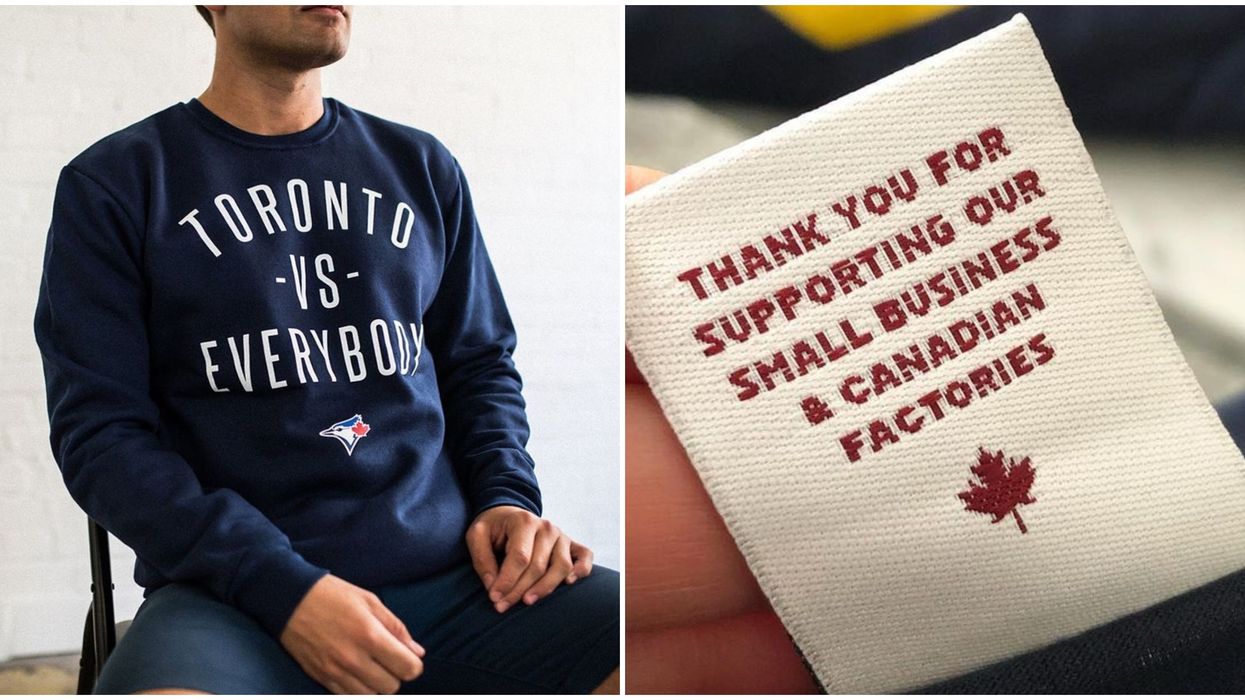 TORONTO
-VS-
EVERYBODY
THANK YOU FOR
SUPPORTING OUR
SMALL BUSINESS
& CANADIAN
FACTORIES